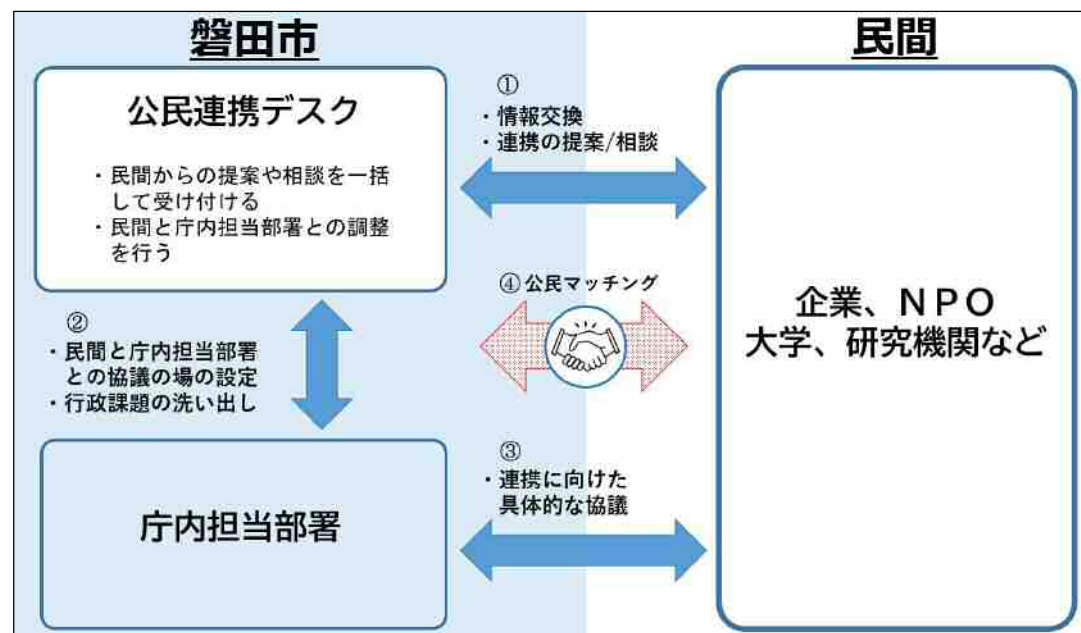 磐田市
民間
公民連携デスク
・民間からの提案や相談を一括
して受け付ける
・民間と庁内担当部署との調整
を行う
①
・情報交換
・連携の提案/相談
②
・民間と庁内担当部署
との協議の場の設定
・行政課題の洗い出し
④公民マッチング
企業、ＮＰＯ
大学、研究機関など
③
・連携に向けた
具体的な協議
庁内担当部署